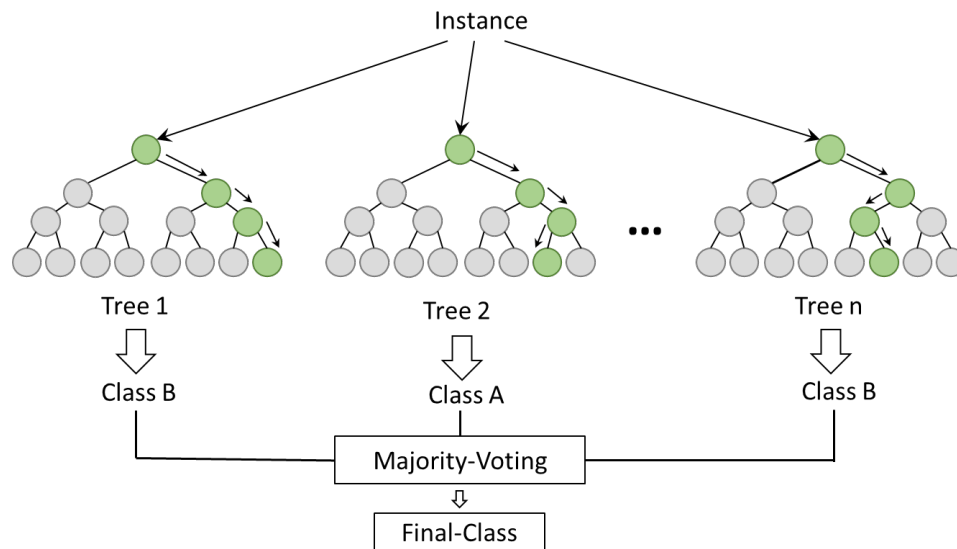 Instance
...
Tree 1
Tree 2
Tree n
Class B
Class A
Class B
Majority-Voting
Final-Class